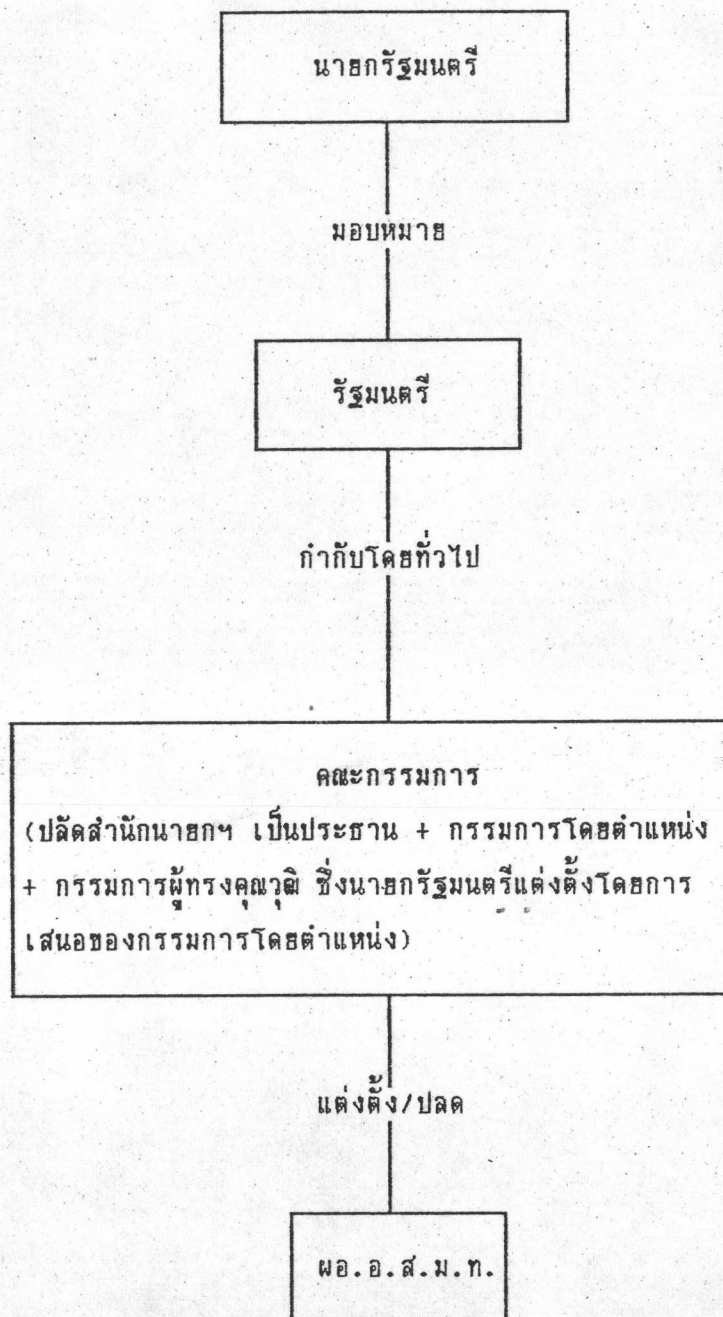 นายกรัฐมนตรี
มอบหมาย
รัฐมนตรี
กำกับโดยทั่วไป
คณะกรรมการ
(ปลัดสำนักนายกฯ เป็นประธาน + กรรมการโดยตำแหน่ง
+ กรรมการผู้ทรงคุณวุฒิ ซึ่งนายกรัฐมนตรีแต่งตั้งโดยการ
เสนอของกรรมการโดยตำแหน่ง)
แต่งตั้ง/ปลด
ผอ.อ.ส.ม.ท.